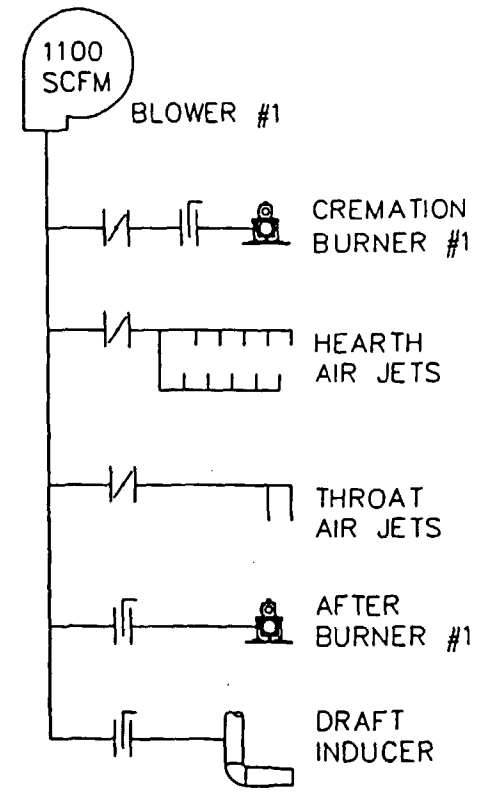 1100
SCFM
BLOWER #1
CREMATION
BURNER #1
HEARTH
AIR JETS
THROAT
AIR JETS
AFTER
BURNER #1
DRAFT
INDUCER